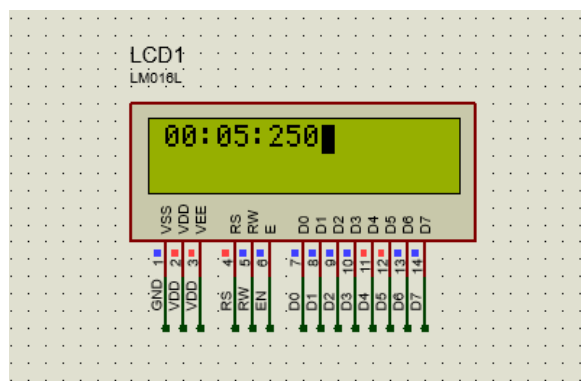 LCD1
LM016L
00:05:250
VSS VDD VEE RS RW E D0 D1 D2 D3 D4 D5 D6 D7
1 2 3 4 5 6 7 8 9 10 11 12 13 14
GND VDD VDD RS RW EN D0 D1 D2 D3 D4 D5 D6 D7